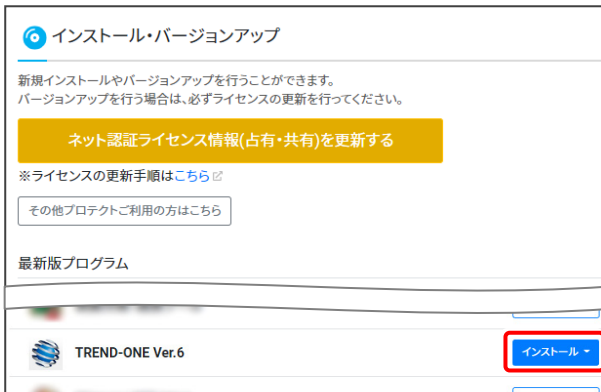 インストール・バージョンアップ
新規インストールやバージョンアップを行うことができます。
バージョンアップを行う場合は、必ずライセンスの更新を行ってください。
ネット認証ライセンス情報(占有・共有)を更新する
※ライセンスの更新手順はこちら
その他プロテクトご利用の方はこちら
最新版プログラム
TREND-ONE Ver.6
インストール